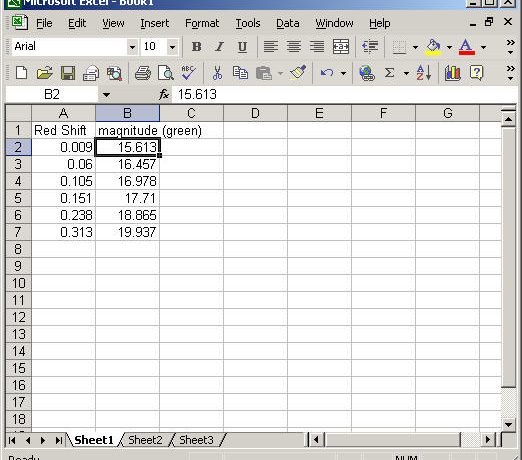 Microsoft Excel - Book1
File Edit View Insert Format Tools Data Window Help
Arial 10 B I U A »
ABC Σ A Z » ?
B2 fx 15.613
A B C D E F G
1 Red Shift magnitude (green)
2 0.009 15.613
3 0.06 16.457
4 0.105 16.978
5 0.151 17.71
6 0.238 18.865
7 0.313 19.937
8
9
10
11
12
13
14
15
16
17
18
Sheet1 Sheet2 Sheet3
Ready NUM